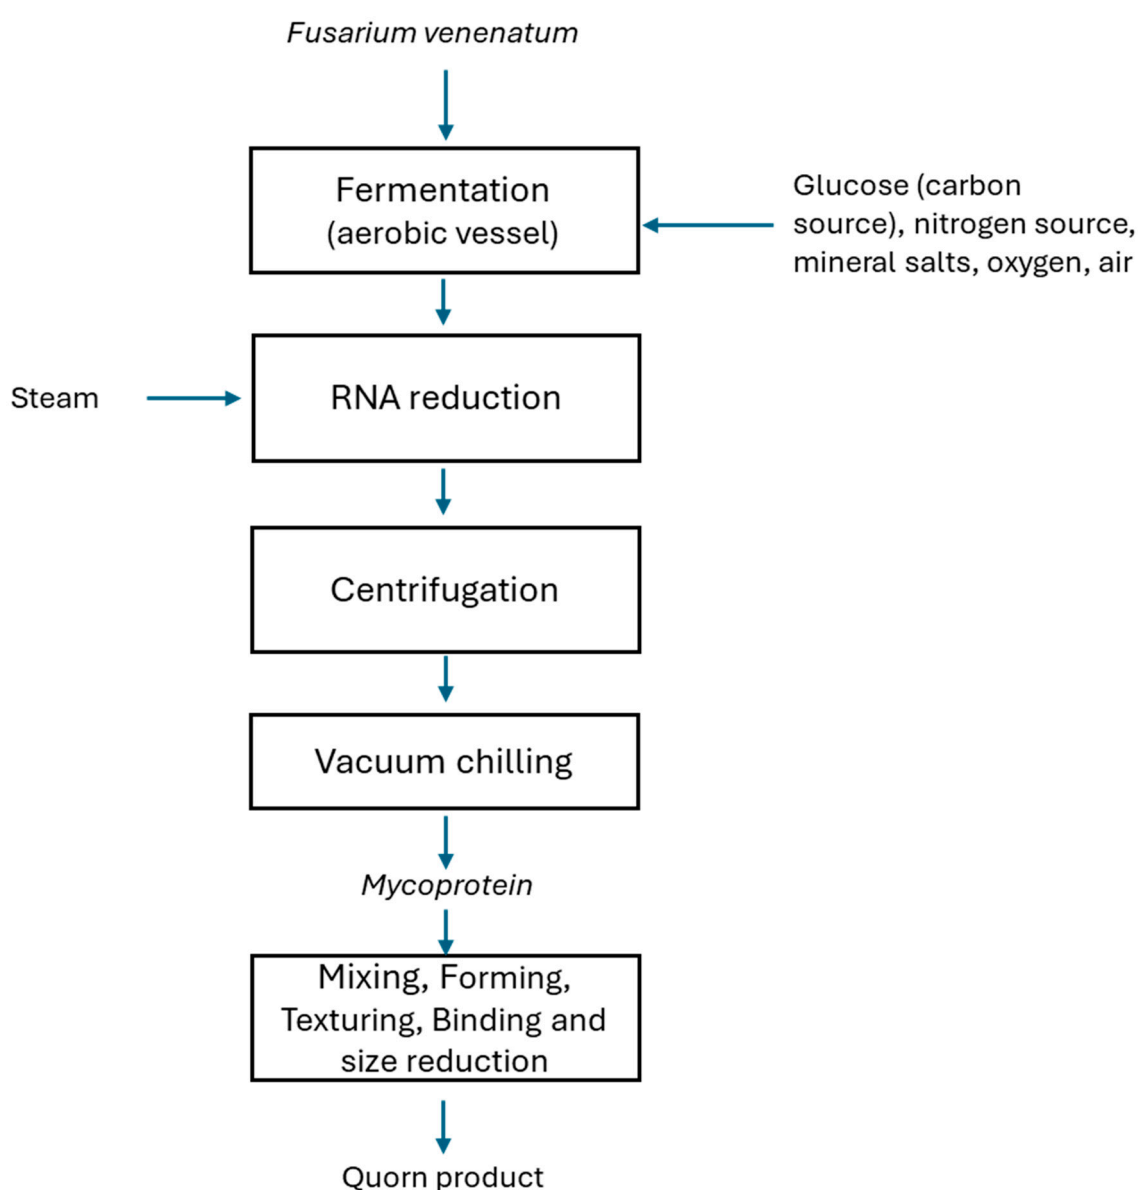 Fusarium venenatum
Fermentation
(aerobic vessel)
Glucose (carbon
source), nitrogen source,
mineral salts, oxygen, air
Steam
RNA reduction
Centrifugation
Vacuum chilling
Mycoprotein
Mixing, Forming,
Texturing, Binding and
size reduction
Quorn product